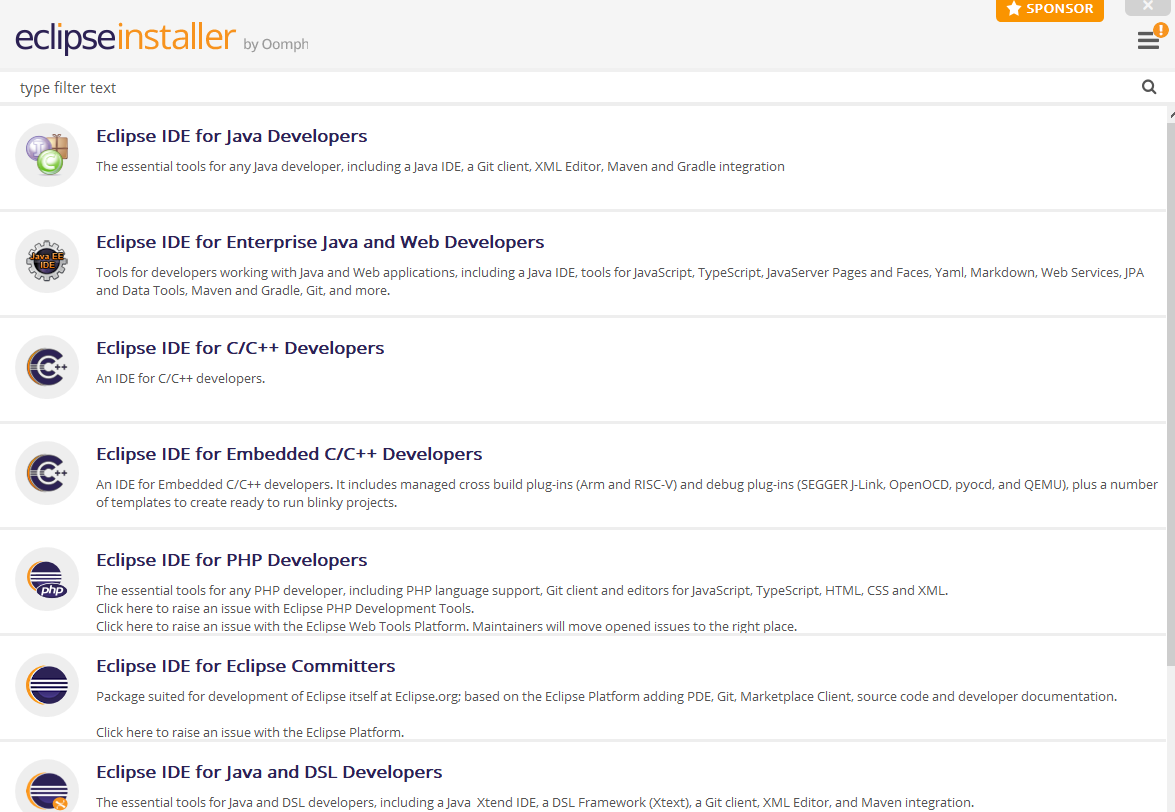 SPONSOR
eclipseinstaller by Oomph
type filter text
Eclipse IDE for Java Developers
The essential tools for any Java developer, including a Java IDE, a Git client, XML Editor, Maven and Gradle integration
Eclipse IDE for Enterprise Java and Web Developers
Java EE
IDE
Tools for developers working with Java and Web applications, including a Java IDE, tools for JavaScript, TypeScript, JavaServer Pages and Faces, Yaml, Markdown, Web Services, JPA
and Data Tools, Maven and Gradle, Git, and more.
Eclipse IDE for C/C++ Developers
C++
An IDE for C/C++ developers.
Eclipse IDE for Embedded C/C++ Developers
C++
An IDE for Embedded C/C++ developers. It includes managed cross build plug-ins (Arm and RISC-V) and debug plug-ins (SEGGER J-Link, OpenOCD, pyocd, and QEMU), plus a number
of templates to create ready to run blinky projects.
Eclipse IDE for PHP Developers
php
The essential tools for any PHP developer, including PHP language support, Git client and editors for JavaScript, TypeScript, HTML, CSS and XML.
Click here to raise an issue with Eclipse PHP Development Tools.
Click here to raise an issue with the Eclipse Web Tools Platform. Maintainers will move opened issues to the right place.
Eclipse IDE for Eclipse Committers
Package suited for development of Eclipse itself at Eclipse.org; based on the Eclipse Platform adding PDE, Git, Marketplace Client, source code and developer documentation.
Click here to raise an issue with the Eclipse Platform.
Eclipse IDE for Java and DSL Developers
The essential tools for Java and DSL developers, including a Java  Xtend IDE, a DSL Framework (Xtext), a Git client, XML Editor, and Maven integration.